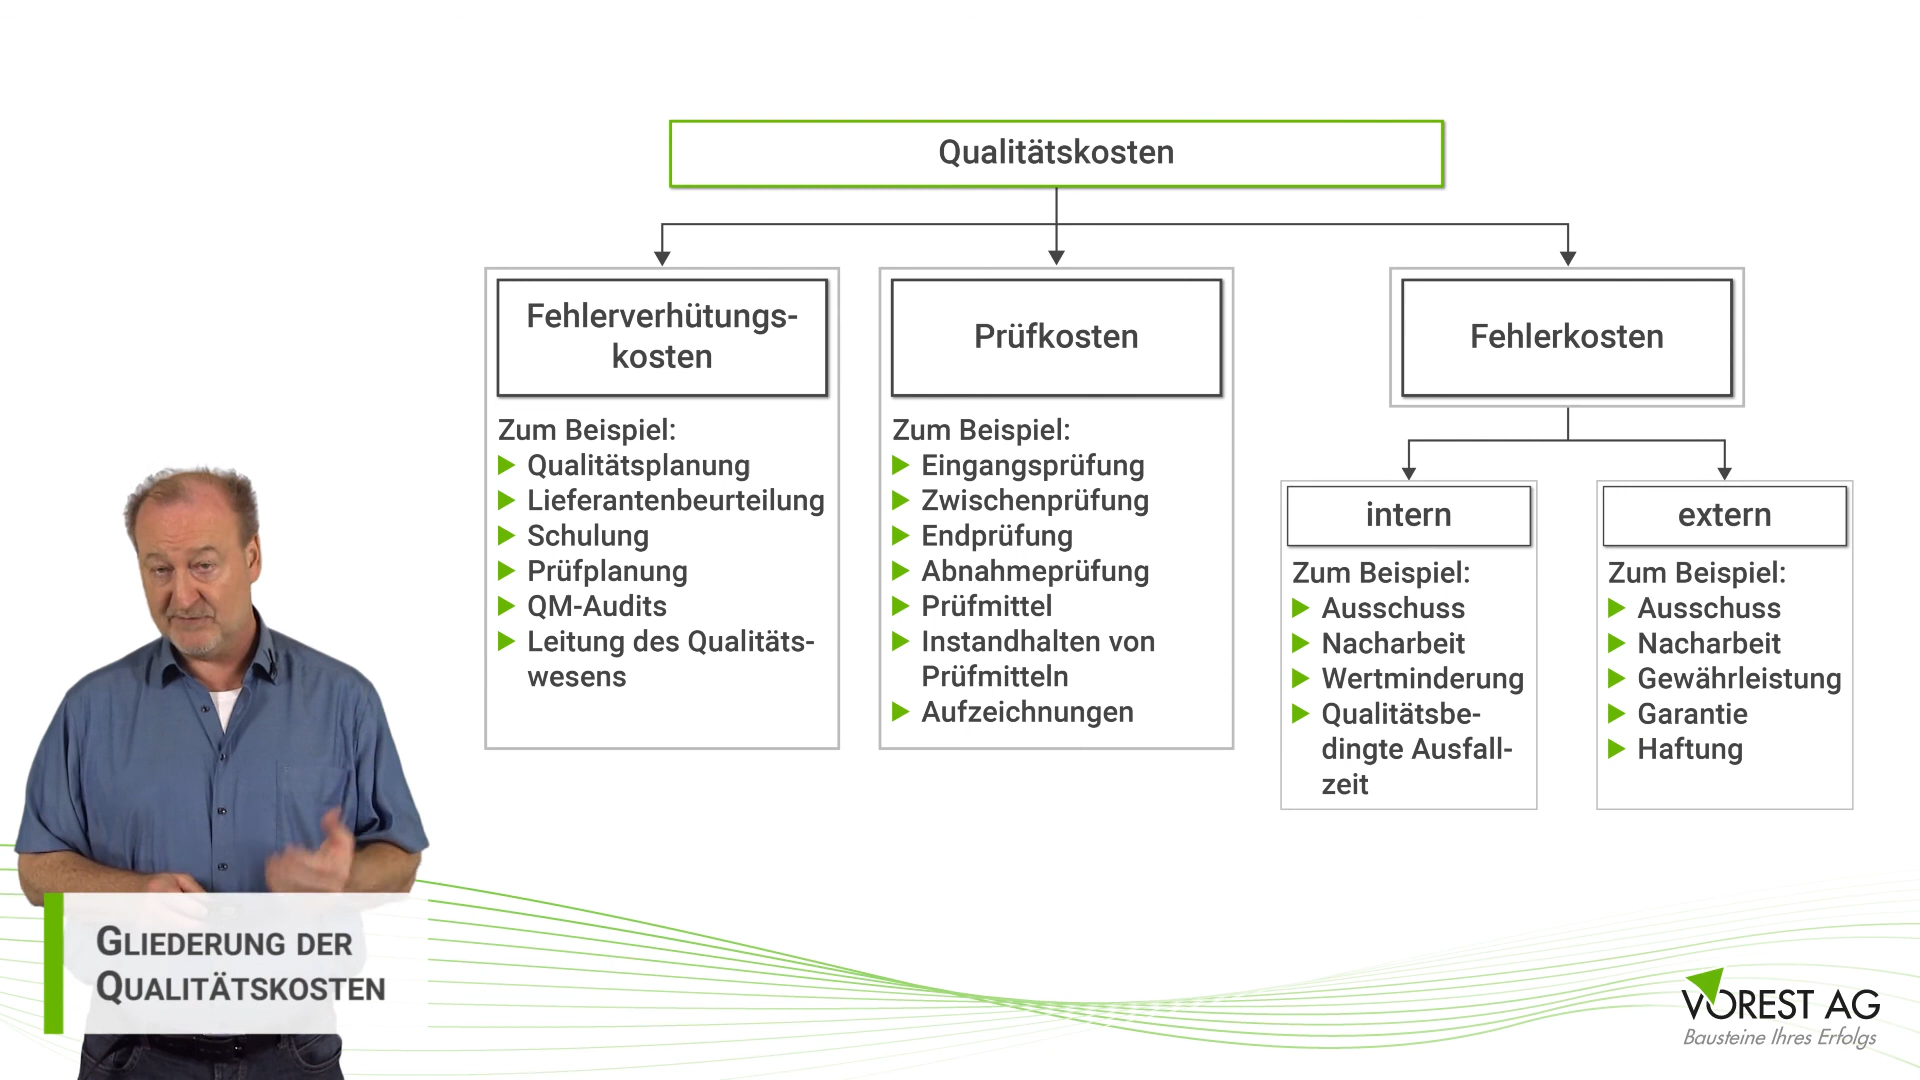 Qualitätskosten
Fehlerverhütungs-
kosten
Zum Beispiel:
Qualitätsplanung
Lieferantenbeurteilung
Schulung
Prüfplanung
QM-Audits
Leitung des Qualitäts-
wesens
Prüfkosten
Zum Beispiel:
Eingangsprüfung
Zwischenprüfung
Endprüfung
Abnahmeprüfung
Prüfmittel
Instandhalten von
Prüfmitteln
Aufzeichnungen
Fehlerkosten
intern
Zum Beispiel:
Ausschuss
Nacharbeit
Wertminderung
Qualitätsbe-
dingte Ausfall-
zeit
extern
Zum Beispiel:
Ausschuss
Nacharbeit
Gewährleistung
Garantie
Haftung
GLIEDERUNG DER
QUALITÄTSKOSTEN
VOREST AG
Bausteine Ihres Erfolgs